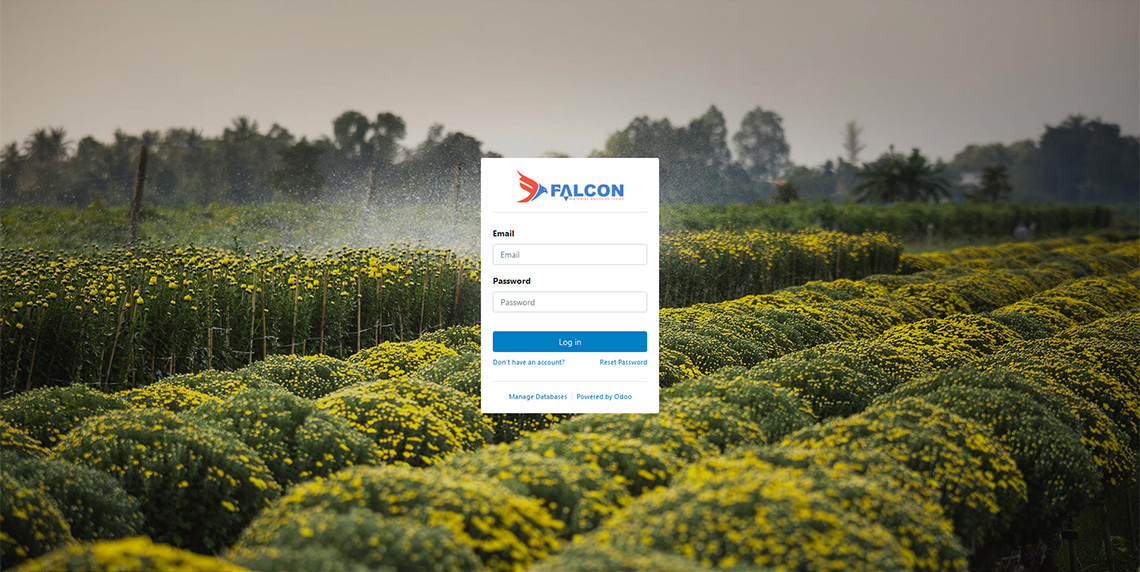 FALCON
Email
Email
Password
Password
Log in
Don't have an account? Reset Password
Manage Databases Powered by Odoo